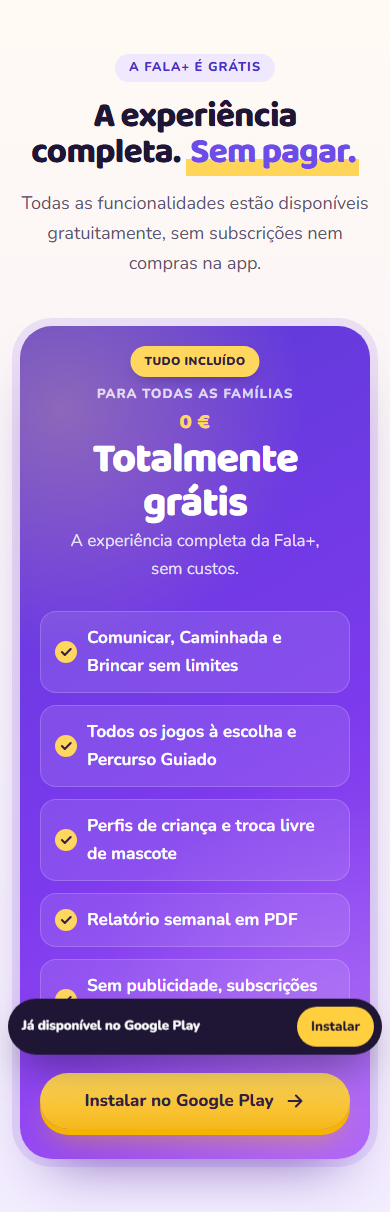 A FALA+ É GRÁTIS
A experiência
completa. Sem pagar.
Todas as funcionalidades estão disponíveis
gratuitamente, sem subscrições nem
compras na app.
TUDO INCLUÍDO
PARA TODAS AS FAMÍLIAS
0 €
Totalmente
grátis
A experiência completa da Fala+,
sem custos.
Comunicar, Caminhada e
Brincar sem limites
Todos os jogos à escolha e
Percurso Guiado
Perfis de criança e troca livre
de mascote
Relatório semanal em PDF
Sem publicidade, subscrições
Já disponível no Google Play
Instalar
Instalar no Google Play →